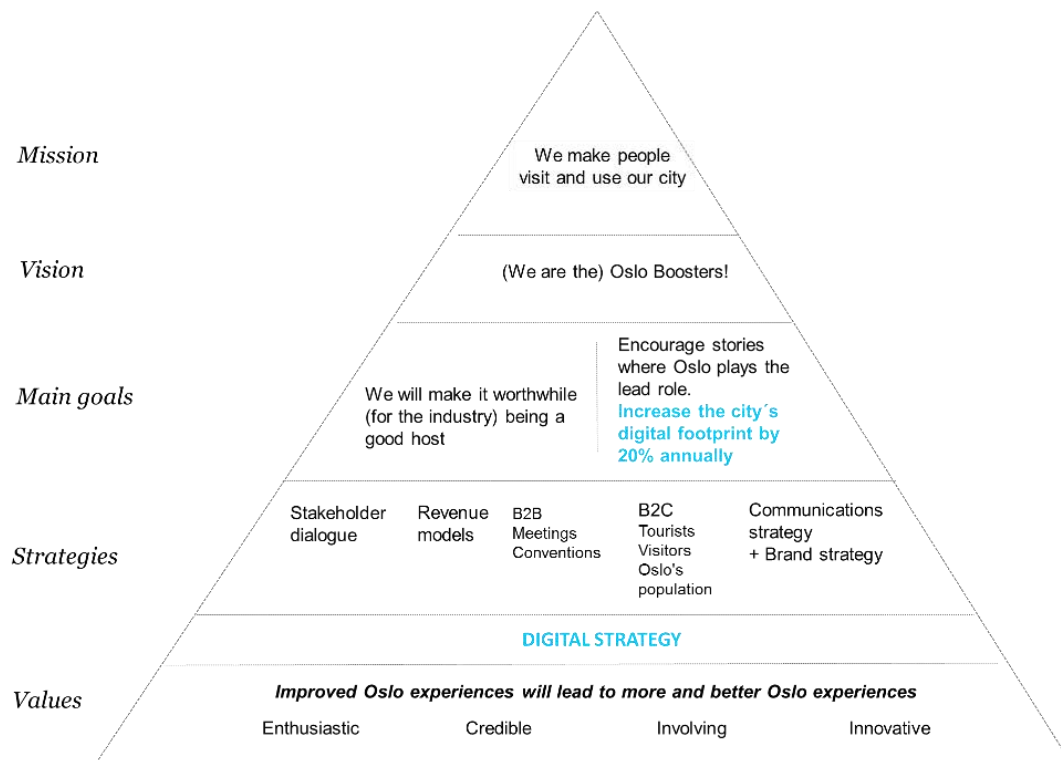 Mission
We make people
visit and use our city
Vision
(We are the) Oslo Boosters!
Main goals
We will make it worthwhile
(for the industry) being a
good host
Encourage stories
where Oslo plays the
lead role.
Increase the city´s
digital footprint by
20% annually
Strategies
Stakeholder
dialogue
Revenue
models
B2B
Meetings
Conventions
B2C
Tourists
Visitors
Oslo's
population
Communications
strategy
+ Brand strategy
DIGITAL STRATEGY
Values
Improved Oslo experiences will lead to more and better Oslo experiences
Enthusiastic
Credible
Involving
Innovative